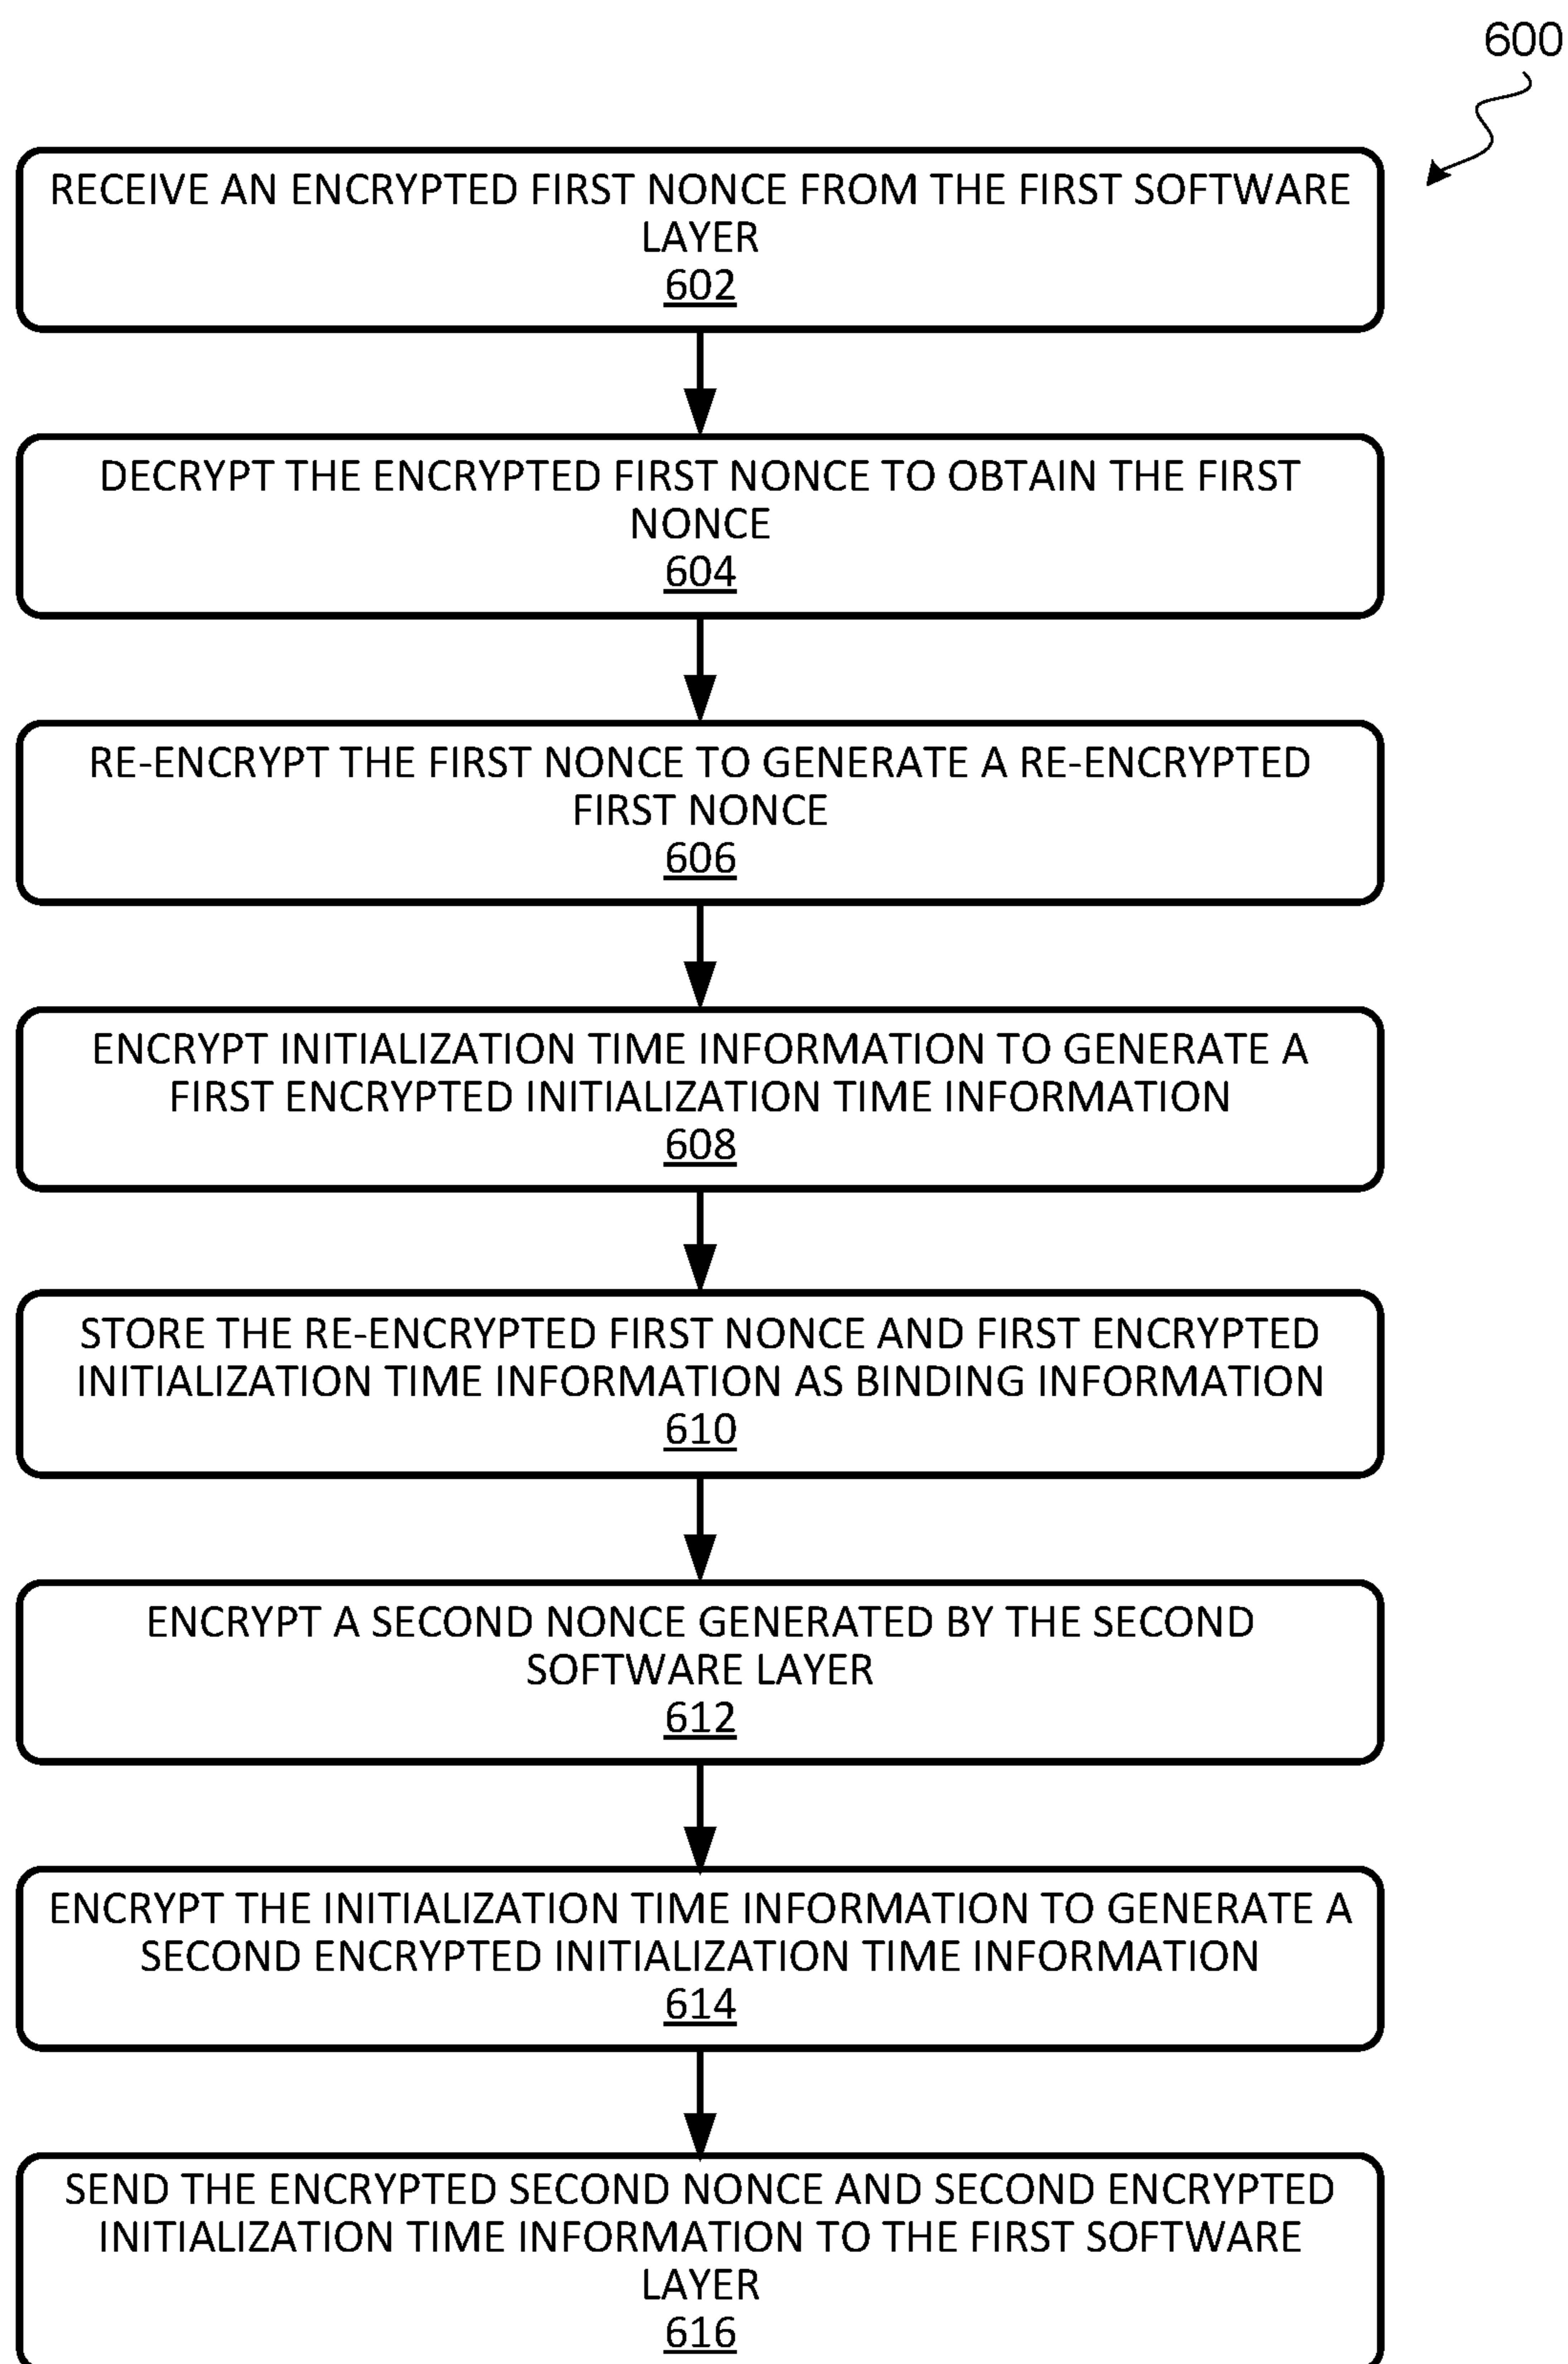 600
RECEIVE AN ENCRYPTED FIRST NONCE FROM THE FIRST SOFTWARE
LAYER
602
DECRYPT THE ENCRYPTED FIRST NONCE TO OBTAIN THE FIRST
NONCE
604
RE-ENCRYPT THE FIRST NONCE TO GENERATE A RE-ENCRYPTED
FIRST NONCE
606
ENCRYPT INITIALIZATION TIME INFORMATION TO GENERATE A
FIRST ENCRYPTED INITIALIZATION TIME INFORMATION
608
STORE THE RE-ENCRYPTED FIRST NONCE AND FIRST ENCRYPTED
INITIALIZATION TIME INFORMATION AS BINDING INFORMATION
610
ENCRYPT A SECOND NONCE GENERATED BY THE SECOND
SOFTWARE LAYER
612
ENCRYPT THE INITIALIZATION TIME INFORMATION TO GENERATE A
SECOND ENCRYPTED INITIALIZATION TIME INFORMATION
614
SEND THE ENCRYPTED SECOND NONCE AND SECOND ENCRYPTED
INITIALIZATION TIME INFORMATION TO THE FIRST SOFTWARE
LAYER
616